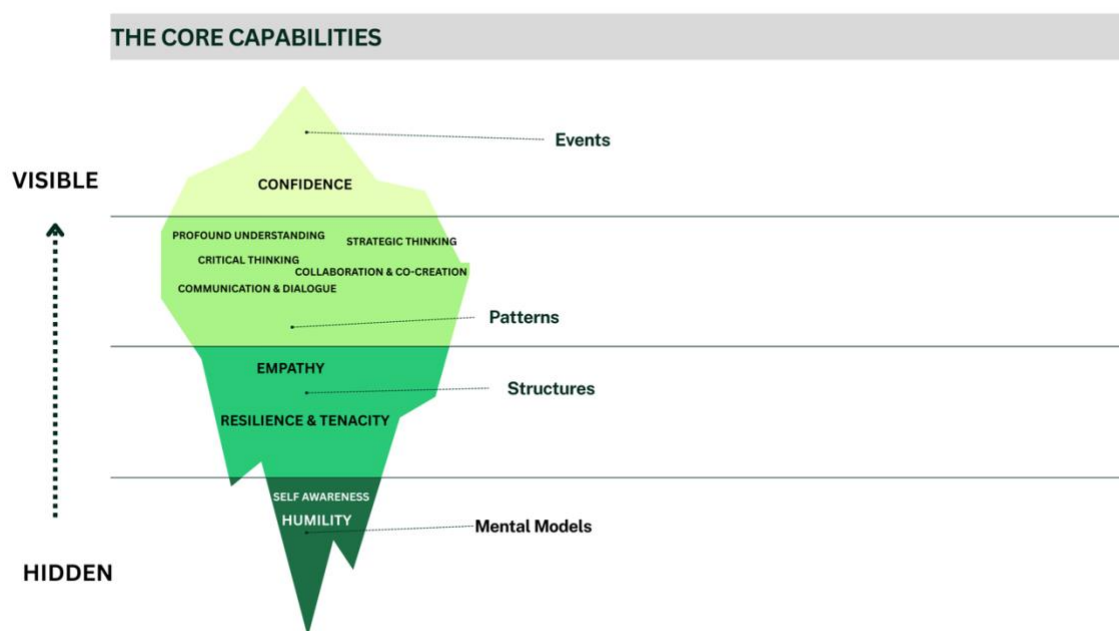 THE CORE CAPABILITIES
Events
VISIBLE
CONFIDENCE
PROFOUND UNDERSTANDING
STRATEGIC THINKING
CRITICAL THINKING
COLLABORATION & CO-CREATION
COMMUNICATION & DIALOGUE
Patterns
EMPATHY
Structures
RESILIENCE & TENACITY
SELF AWARENESS
HUMILITY
Mental Models
HIDDEN